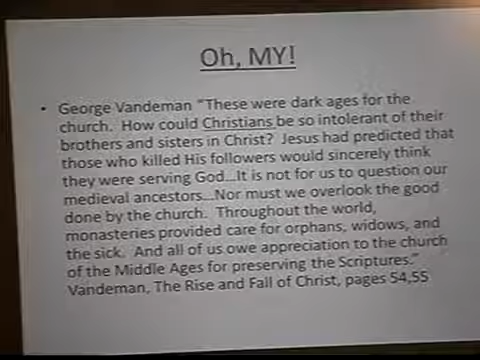 Oh, MY!
• George Vandeman "These were dark ages for the
church. How could Christians be so intolerant of their
brothers and sisters in Christ? Jesus had predicted that
those who killed His followers would sincerely think
they were serving God...It is not for us to question our
medieval ancestors...Nor must we overlook the good
done by the church. Throughout the world,
monasteries provided care for orphans, widows, and
the sick. And all of us owe appreciation to the church
of the Middle Ages for preserving the Scriptures."
Vandeman, The Rise and Fall of Christ, pages 54,55